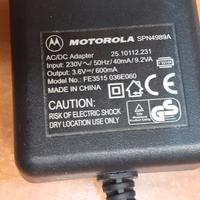 MOTOROLA SPN4989A
AC/DC Adapter 25.10112.231
Input: 230V~/ 50Hz/ 40mA/ 9.2VA
Output: 3.6V⎓/ 600mA
Model No: FE3515 036E060
MADE IN CHINA
CAUTION:
RISK OF ELECTRIC SHOCK
DRY LOCATION USE ONLY